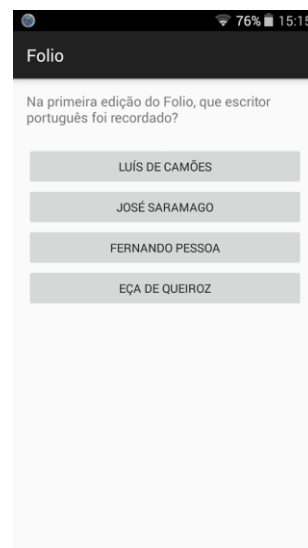 76% 15:15
Folio
Na primeira edição do Folio, que escritor
português foi recordado?
LUÍS DE CAMÕES
JOSÉ SARAMAGO
FERNANDO PESSOA
EÇA DE QUEIROZ